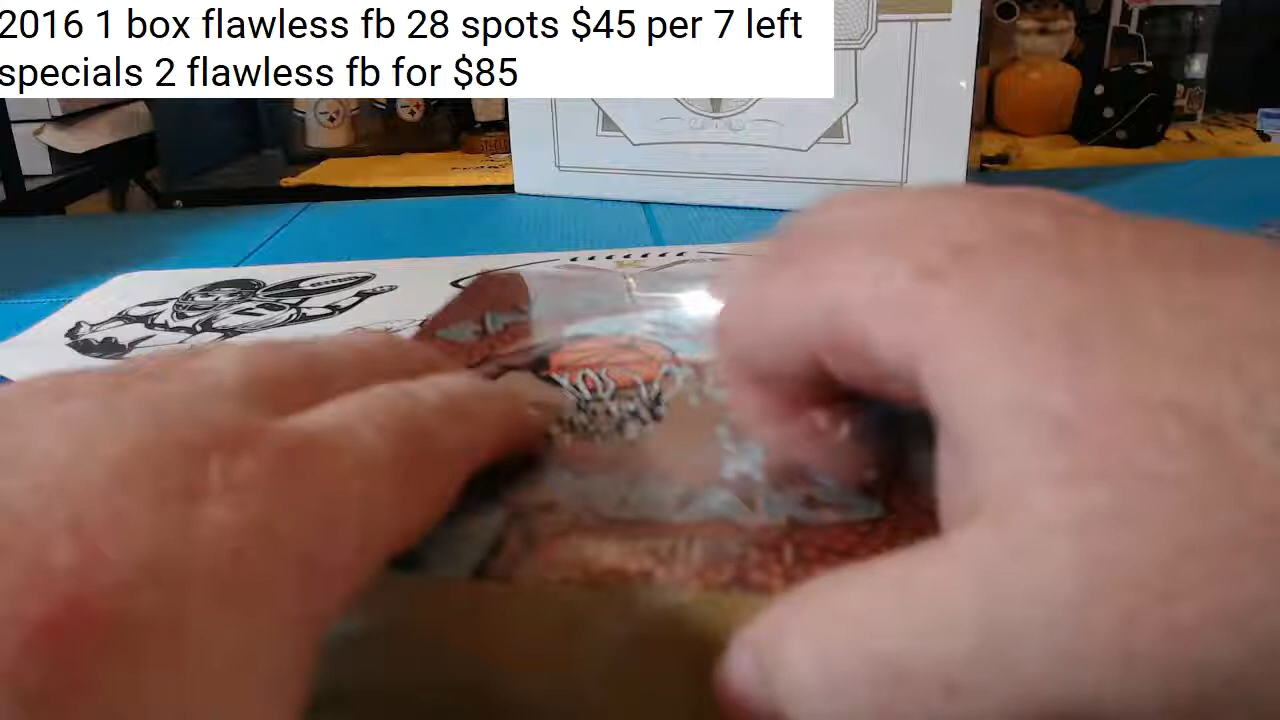 2016 1 box flawless fb 28 spots $45 per 7 left
specials 2 flawless fb for $85